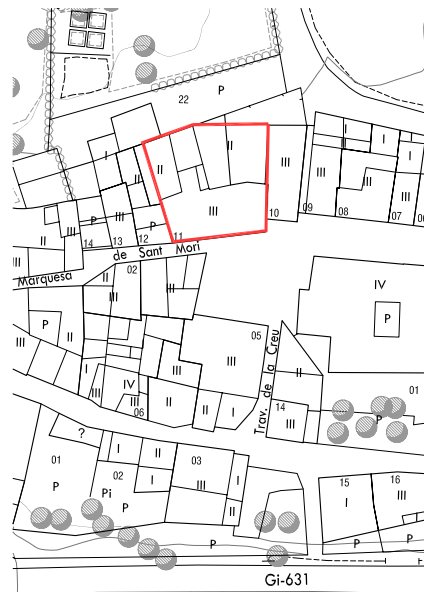 22
P
I
II
II
II
III
I
I
I
III
III
III
III
09
08
07
06
10
11
P
III
P
14
13
12
II
III
III
de Sant Mori
Marquesa
II
02
III
II
III
IV
P
P
II
05
III
III
III
II
I
IV
III
III
06
II
II
I
Trav. de la Creu
II
14
III
01
P
?
01
P
I
II
02
I
03
III
I
II
Pi
P
P
15
I
16
III
P
P
Gi-631